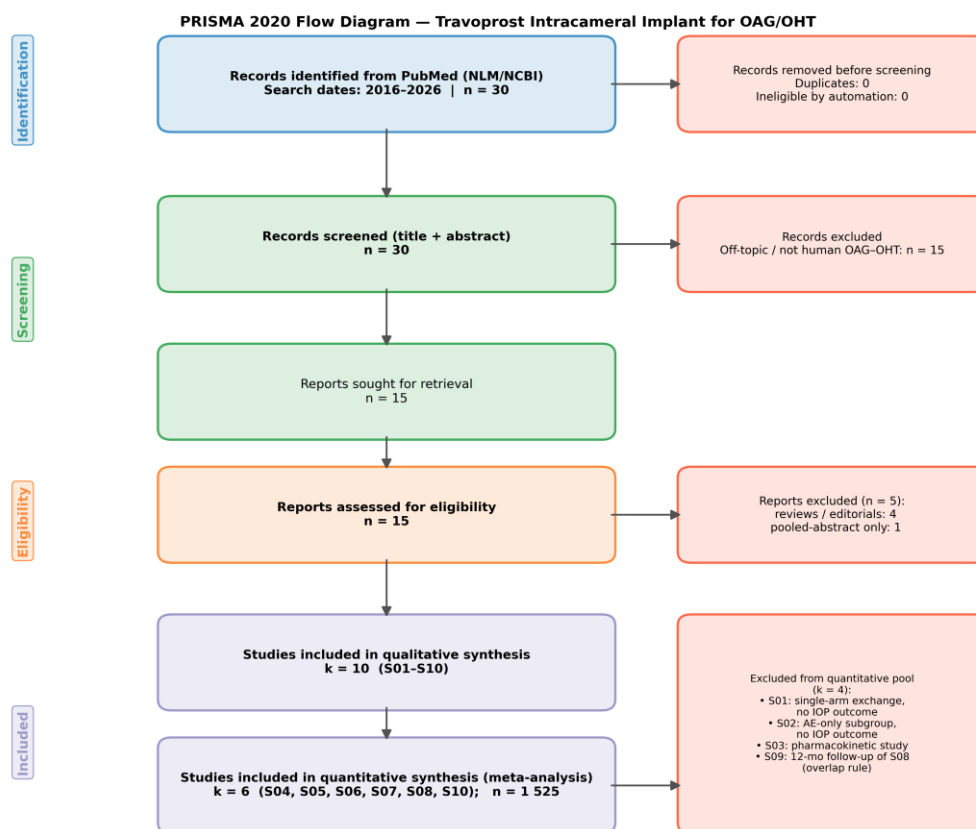 PRISMA 2020 Flow Diagram — Travoprost Intracameral Implant for OAG/OHT
Identification
Records identified from PubMed (NLM/NCBI)
Search dates: 2016–2026 | n = 30
Records removed before screening
Duplicates: 0
Ineligible by automation: 0
Screening
Records screened (title + abstract)
n = 30
Records excluded
Off-topic / not human OAG–OHT: n = 15
Reports sought for retrieval
n = 15
Eligibility
Reports assessed for eligibility
n = 15
Reports excluded (n = 5):
reviews / editorials: 4
pooled-abstract only: 1
Included
Studies included in qualitative synthesis
k = 10 (S01–S10)
Studies included in quantitative synthesis (meta-analysis)
k = 6 (S04, S05, S06, S07, S08, S10); n = 1 525
Excluded from quantitative pool
(k = 4):
• S01: single-arm exchange,
no IOP outcome
• S02: AE-only subgroup,
no IOP outcome
• S03: pharmacokinetic study
• S09: 12-mo follow-up of S08
(overlap rule)